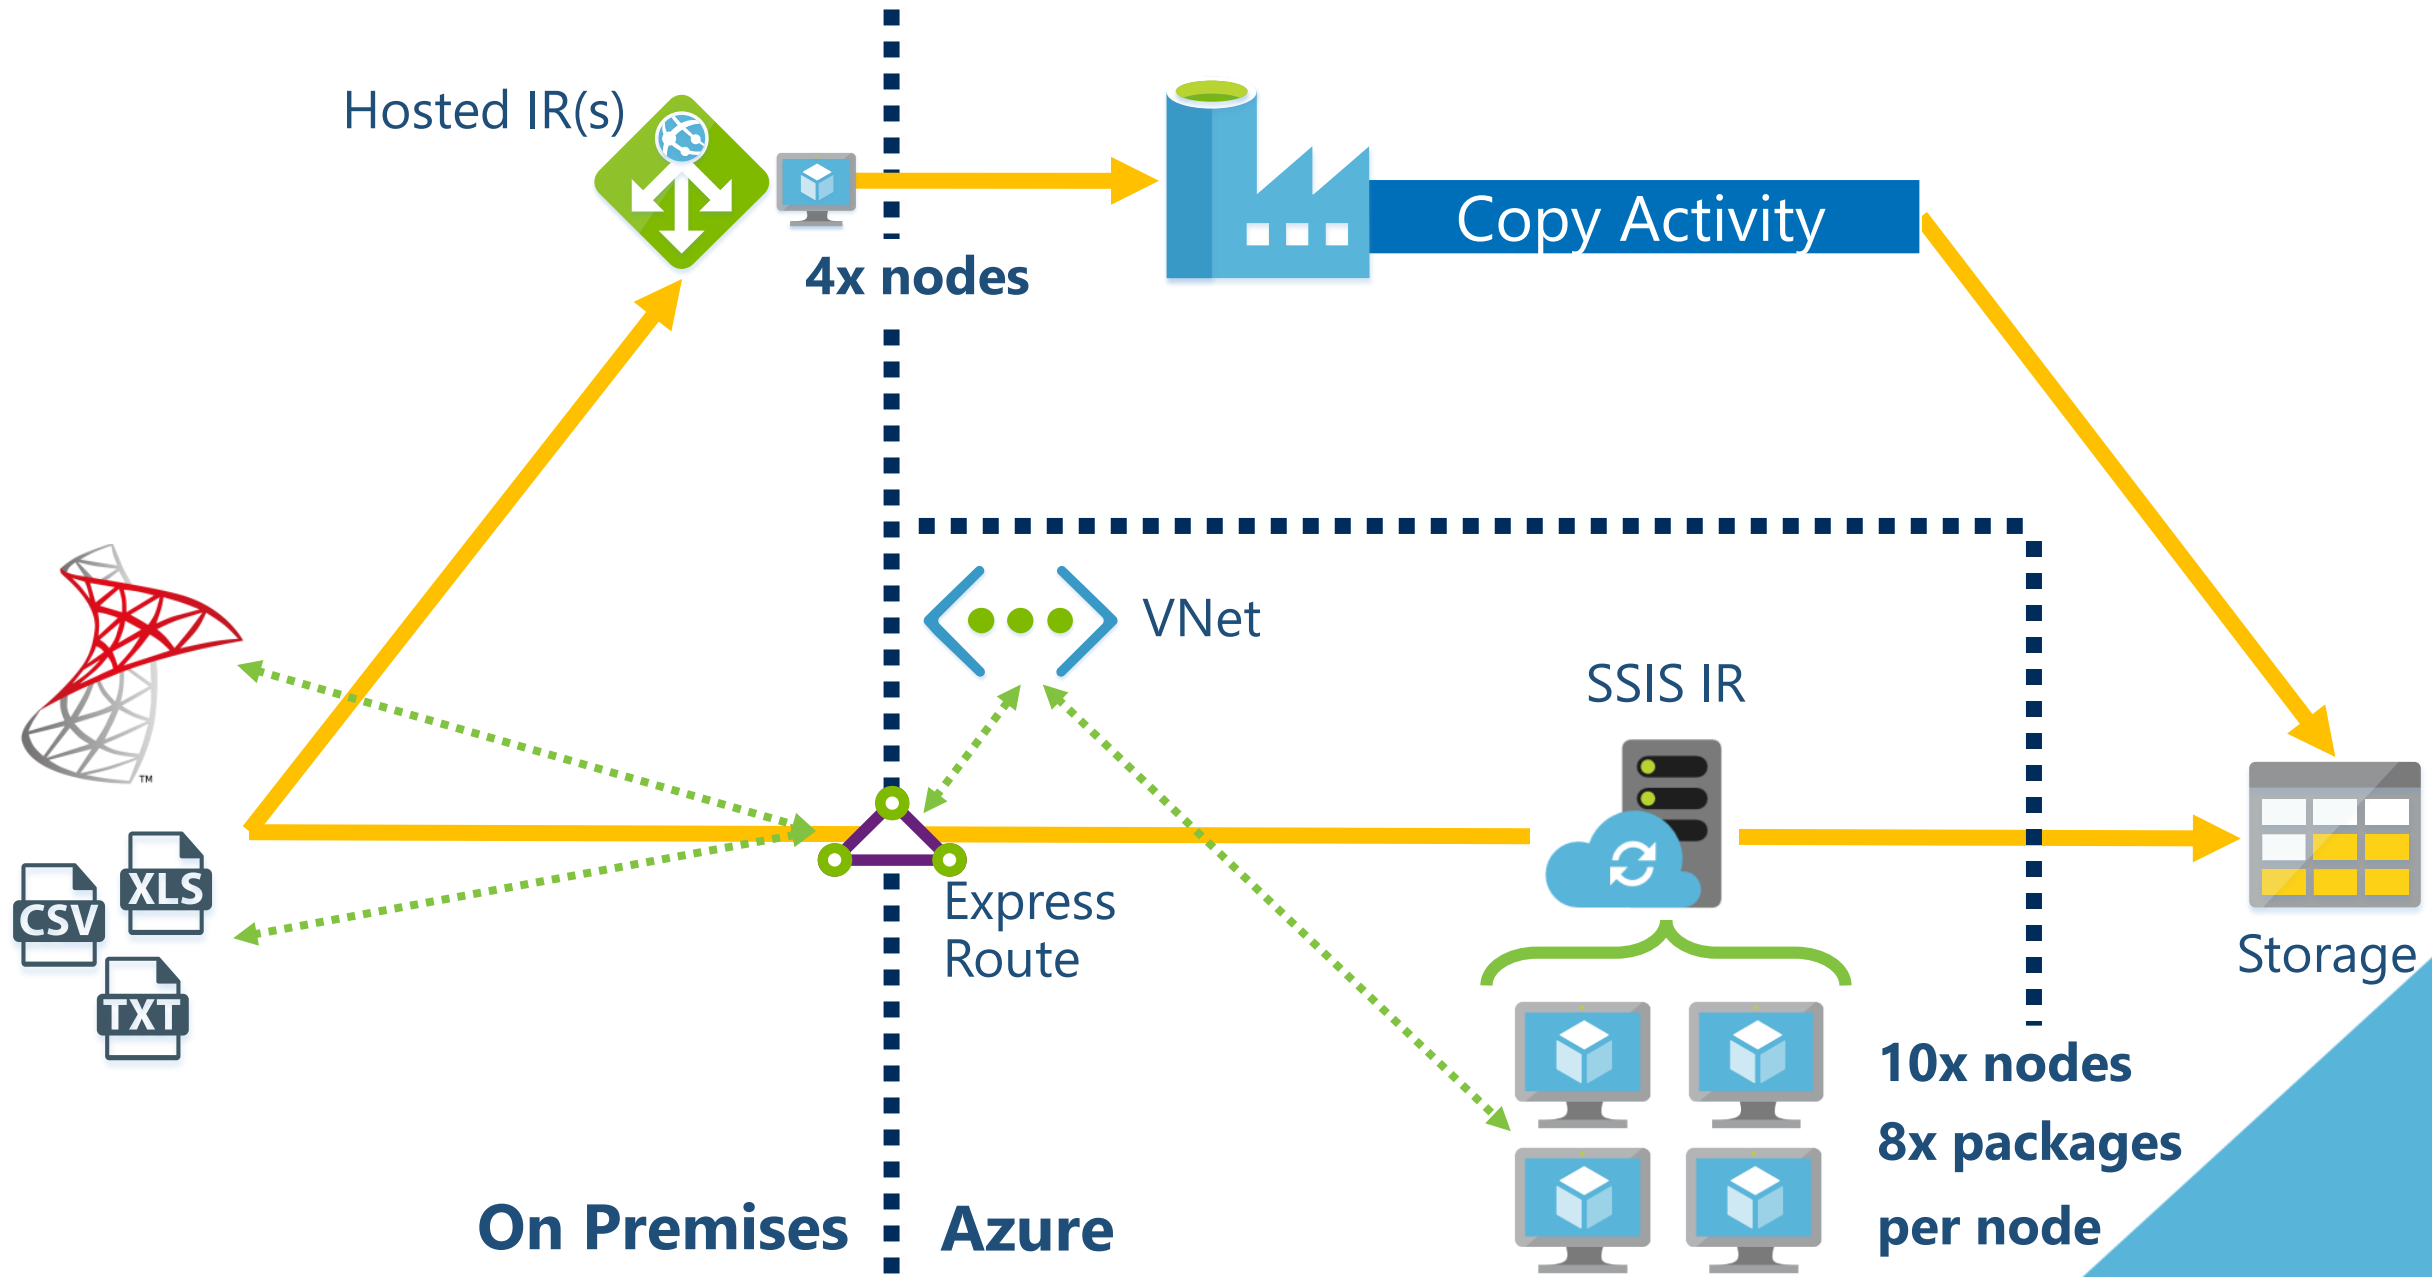 Hosted IR(s)
4x nodes
Copy Activity
VNet
SSIS IR
TM
XLS
CSV
TXT
Express
Route
Storage
10x nodes
8x packages
per node
On Premises
Azure